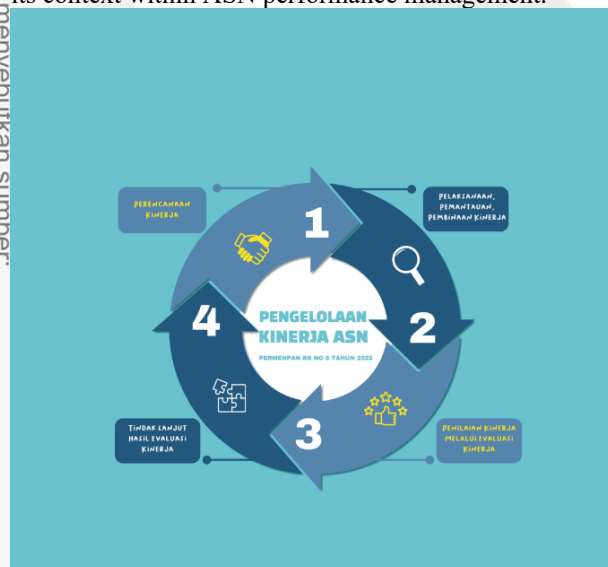 its context within ASN performance management.
menyebutkan sumber:
PERENCANAAN
KINERJA
1
PELAKSANAAN,
PEMANTAUAN,
PEMBINAAN KINERJA
2
PENGELOLAAN
KINERJA ASN
PERMENPAN RB NO 6 TAHUN 2022
4
3
PENILAIAN KINERJA
MELALUI EVALUASI
KINERJA
TINDAK LANJUT
HASIL EVALUASI
KINERJA